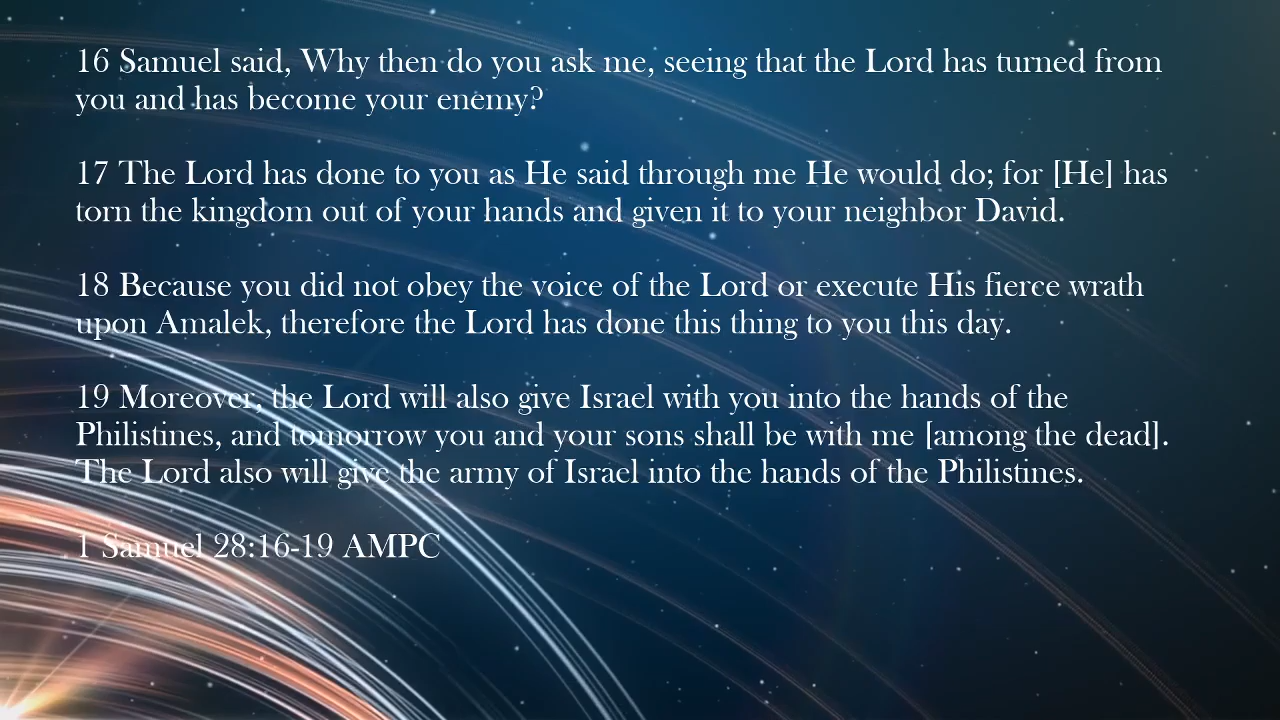 16 Samuel said, Why then do you ask me, seeing that the Lord has turned from
you and has become your enemy?
17 The Lord has done to you as He said through me He would do; for [He] has
torn the kingdom out of your hands and given it to your neighbor David.
18 Because you did not obey the voice of the Lord or execute His fierce wrath
upon Amalek, therefore the Lord has done this thing to you this day.
19 Moreover, the Lord will also give Israel with you into the hands of the
Philistines, and tomorrow you and your sons shall be with me [among the dead].
The Lord also will give the army of Israel into the hands of the Philistines.
1 Samuel 28:16-19 AMPC